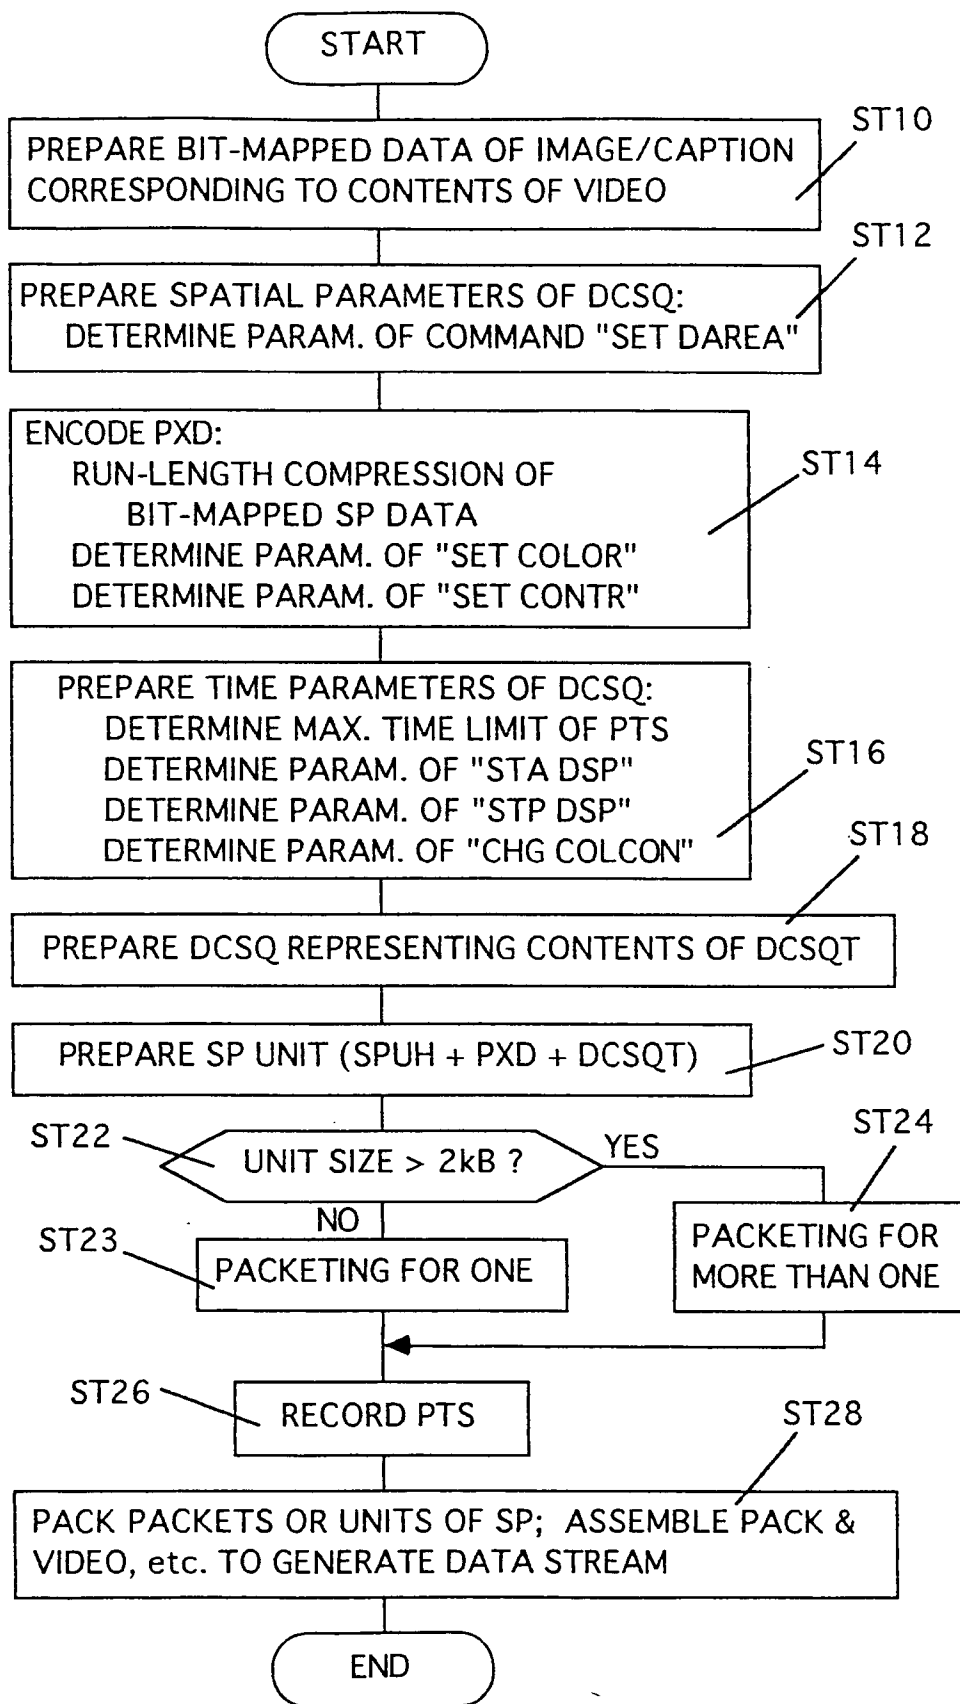 START
ST10
PREPARE BIT-MAPPED DATA OF IMAGE/CAPTION
CORRESPONDING TO CONTENTS OF VIDEO
ST12
PREPARE SPATIAL PARAMETERS OF DCSQ:
DETERMINE PARAM. OF COMMAND "SET DAREA"
ENCODE PXD:
RUN-LENGTH COMPRESSION OF
BIT-MAPPED SP DATA
DETERMINE PARAM. OF "SET COLOR"
DETERMINE PARAM. OF "SET CONTR"
ST14
PREPARE TIME PARAMETERS OF DCSQ:
DETERMINE MAX. TIME LIMIT OF PTS
DETERMINE PARAM. OF "STA DSP"
DETERMINE PARAM. OF "STP DSP"
DETERMINE PARAM. OF "CHG COLCON"
ST16
ST18
PREPARE DCSQ REPRESENTING CONTENTS OF DCSQT
PREPARE SP UNIT (SPUH + PXD + DCSQT)
ST20
ST22
UNIT SIZE > 2kB ?
YES
ST24
NO
ST23
PACKETING FOR ONE
PACKETING FOR
MORE THAN ONE
ST26
RECORD PTS
ST28
PACK PACKETS OR UNITS OF SP; ASSEMBLE PACK &
VIDEO, etc. TO GENERATE DATA STREAM
END